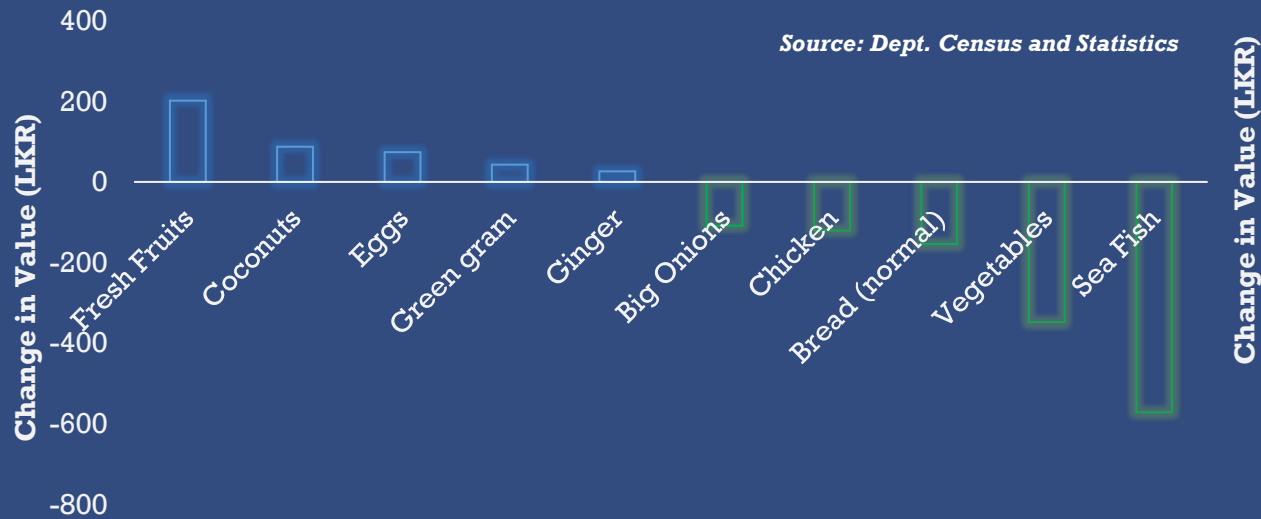 Source: Dept. Census and Statistics
Change in Value (LKR)
400
200
0
-200
-400
-600
-800
Fresh Fruits
Coconuts
Eggs
Green gram
Ginger
Big Onions
Chicken
Bread (normal)
Vegetables
Sea Fish
Change in Value (LKR)